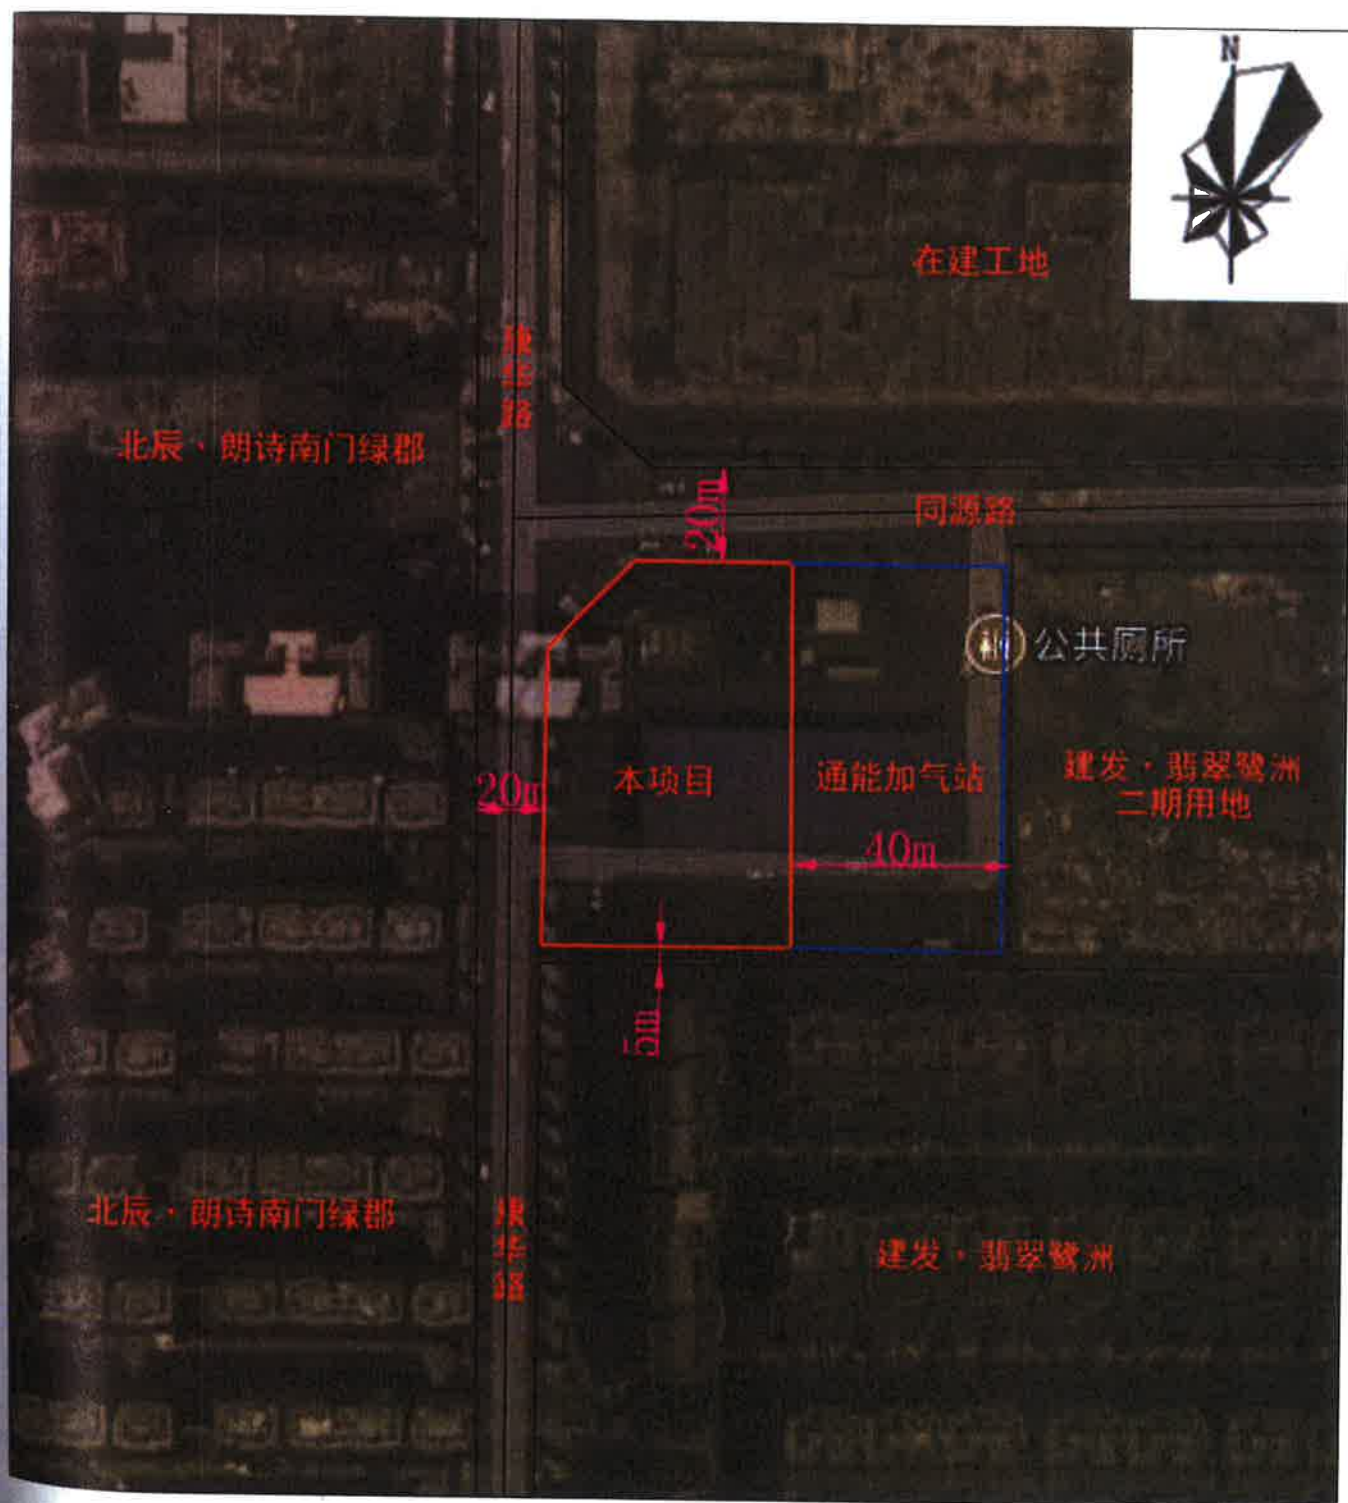 N
在建工地
康华路
北辰·朗诗南门绿郡
20m
同源路
公共厕所
20m
本项目
通能加气站
建发·翡翠鹭洲
二期用地
40m
5m
北辰·朗诗南门绿郡
康华路
建发·翡翠鹭洲